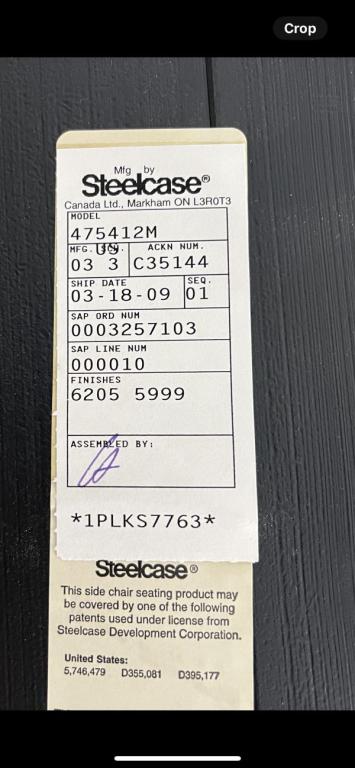 Crop
Mfg by
Steelcase®
Canada Ltd., Markham ON L3R0T3
MODEL
475412M
MFG. ACKN NUM.
03 3 C35144
SHIP DATE SEQ.
03-18-09 01
SAP ORD NUM
0003257103
SAP LINE NUM
000010
FINISHES
6205 5999
ASSEMBLED BY:
*1PLKS7763*
Steelcase®
This side chair seating product may
be covered by one of the following
patents used under license from
Steelcase Development Corporation.
United States:
5,746,479 D355,081 D395,177